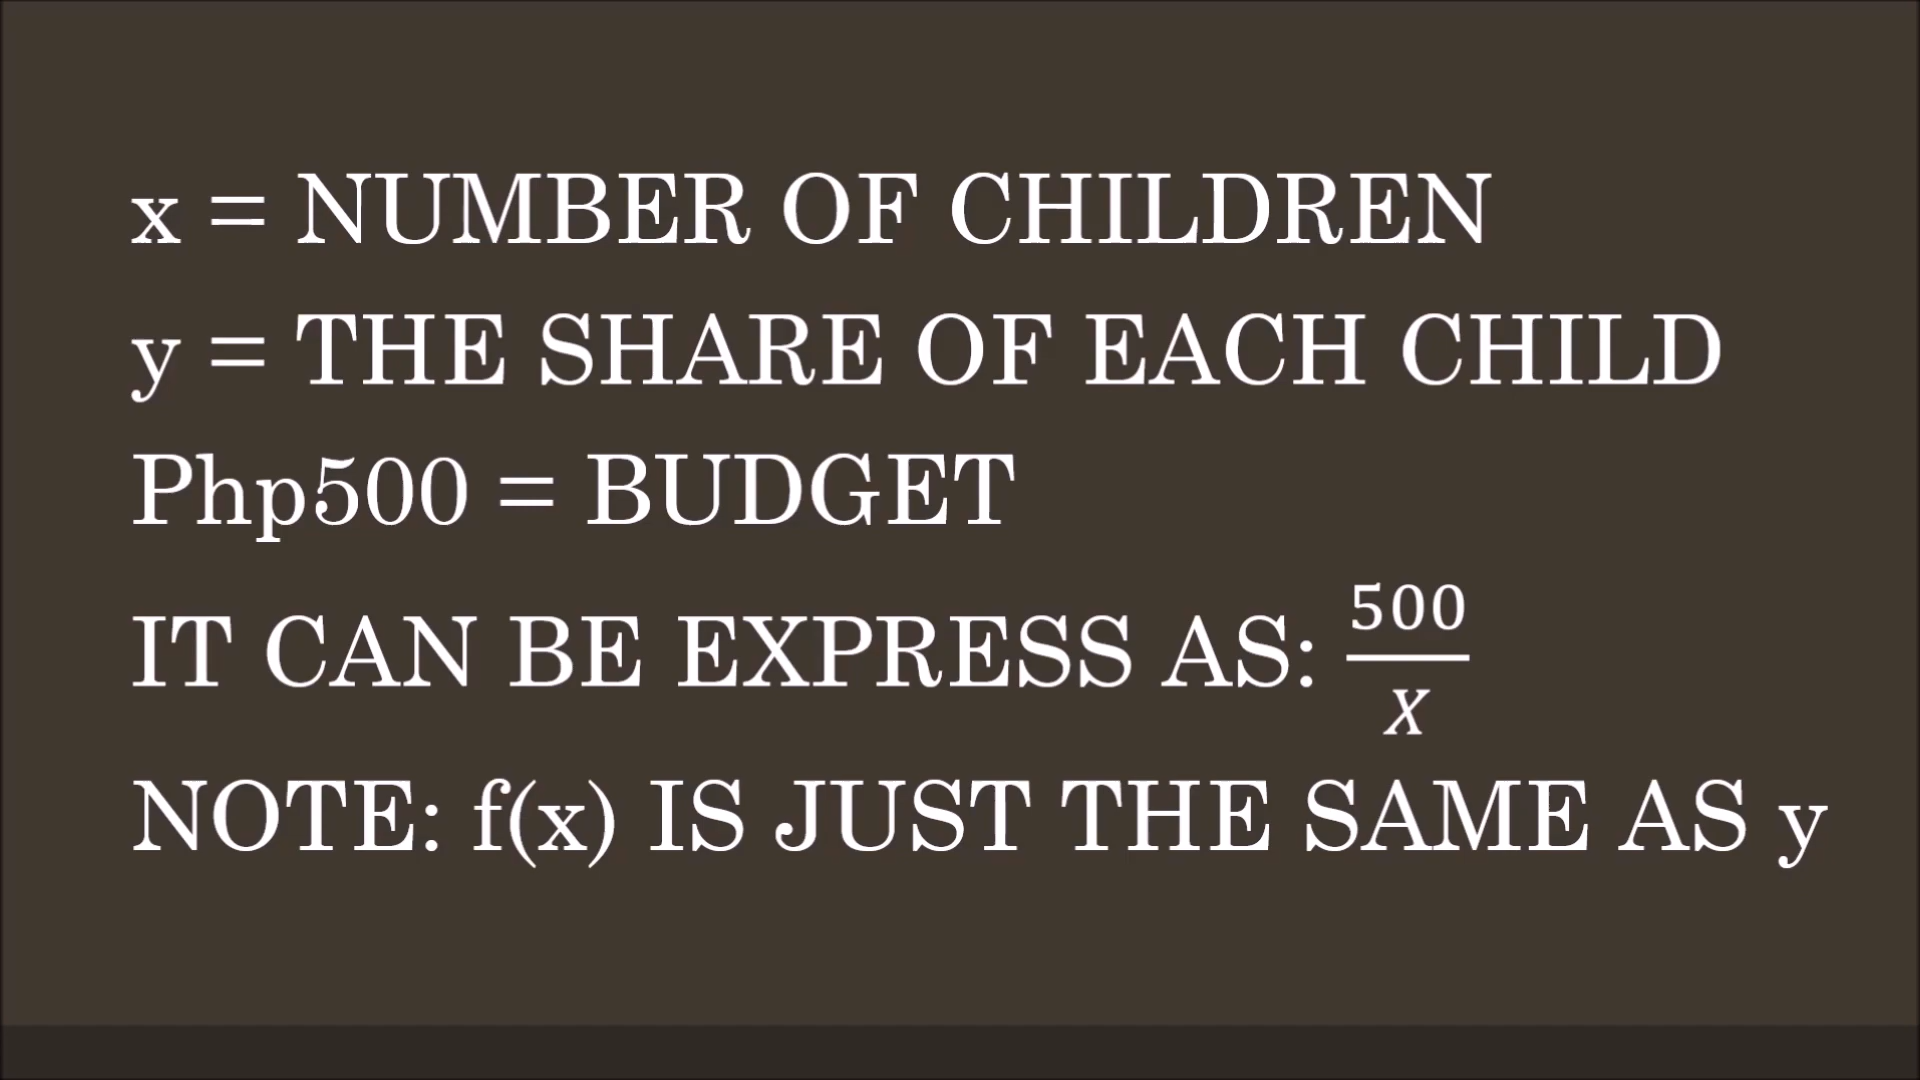 x = NUMBER OF CHILDREN
y = THE SHARE OF EACH CHILD
Php500 = BUDGET
IT CAN BE EXPRESS AS: 500/X
NOTE: f(x) IS JUST THE SAME AS y